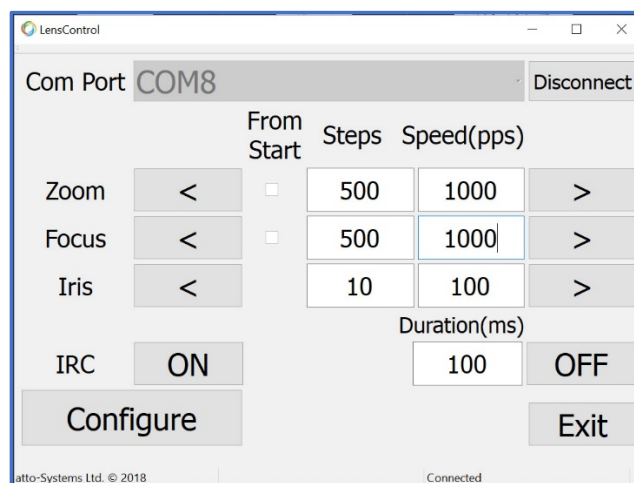 LensControl
Com Port COM8 Disconnect
From Start Steps Speed(pps)
Zoom < 500 1000 >
Focus < 500 1000 >
Iris < 10 100 >
Duration(ms)
IRC ON 100 OFF
Configure Exit
atto-Systems Ltd. © 2018 Connected